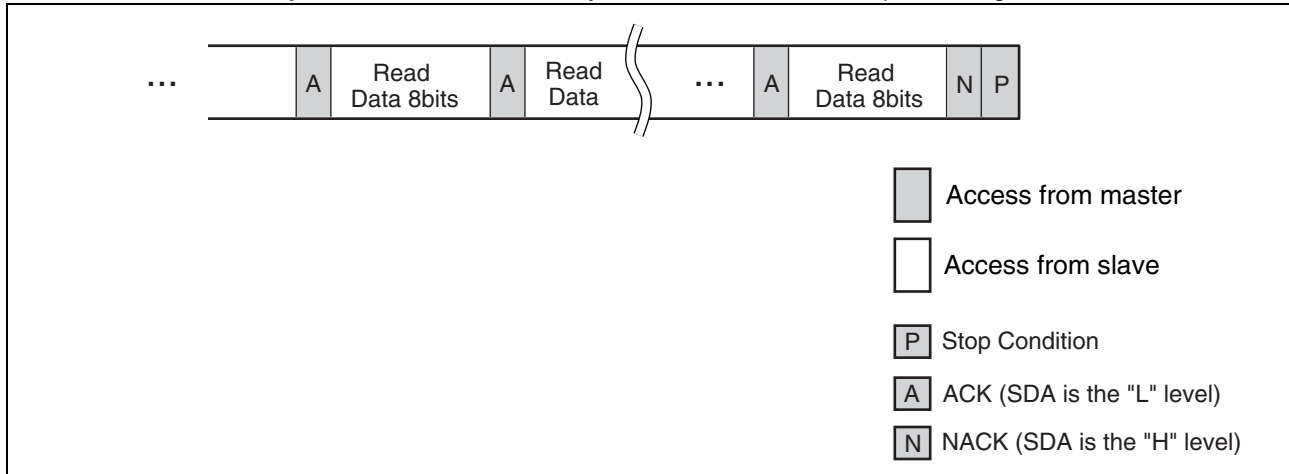 ... A Read Data 8bits A Read Data ... A Read Data 8bits N P
Access from master
Access from slave
P Stop Condition
A ACK (SDA is the "L" level)
N NACK (SDA is the "H" level)